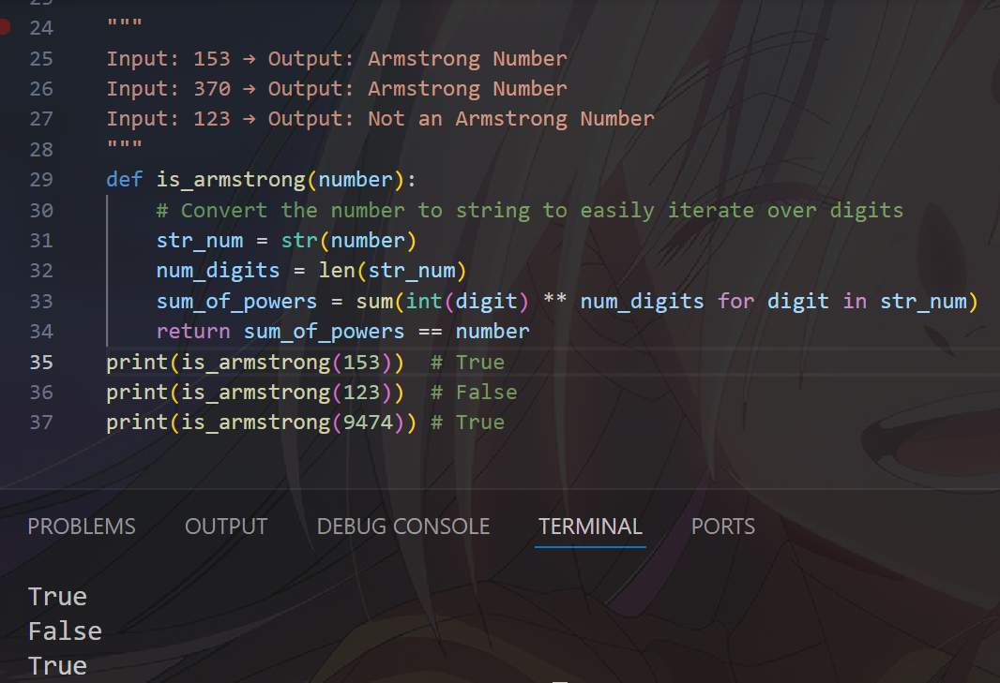 24 """
25 Input: 153 → Output: Armstrong Number
26 Input: 370 → Output: Armstrong Number
27 Input: 123 → Output: Not an Armstrong Number
28 """
29 def is_armstrong(number):
30     # Convert the number to string to easily iterate over digits
31     str_num = str(number)
32     num_digits = len(str_num)
33     sum_of_powers = sum(int(digit) ** num_digits for digit in str_num)
34     return sum_of_powers == number
35 print(is_armstrong(153))  # True
36 print(is_armstrong(123))  # False
37 print(is_armstrong(9474)) # True
PROBLEMS OUTPUT DEBUG CONSOLE TERMINAL PORTS
True
False
True